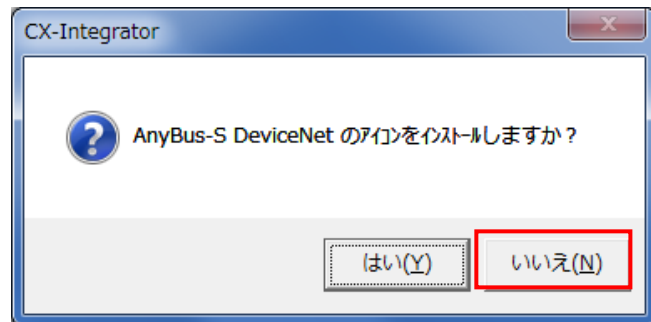 CX-Integrator
AnyBus-S DeviceNet のｱｲｺﾝをｲﾝｽﾄｰﾙしますか？
はい(Y)
いいえ(N)